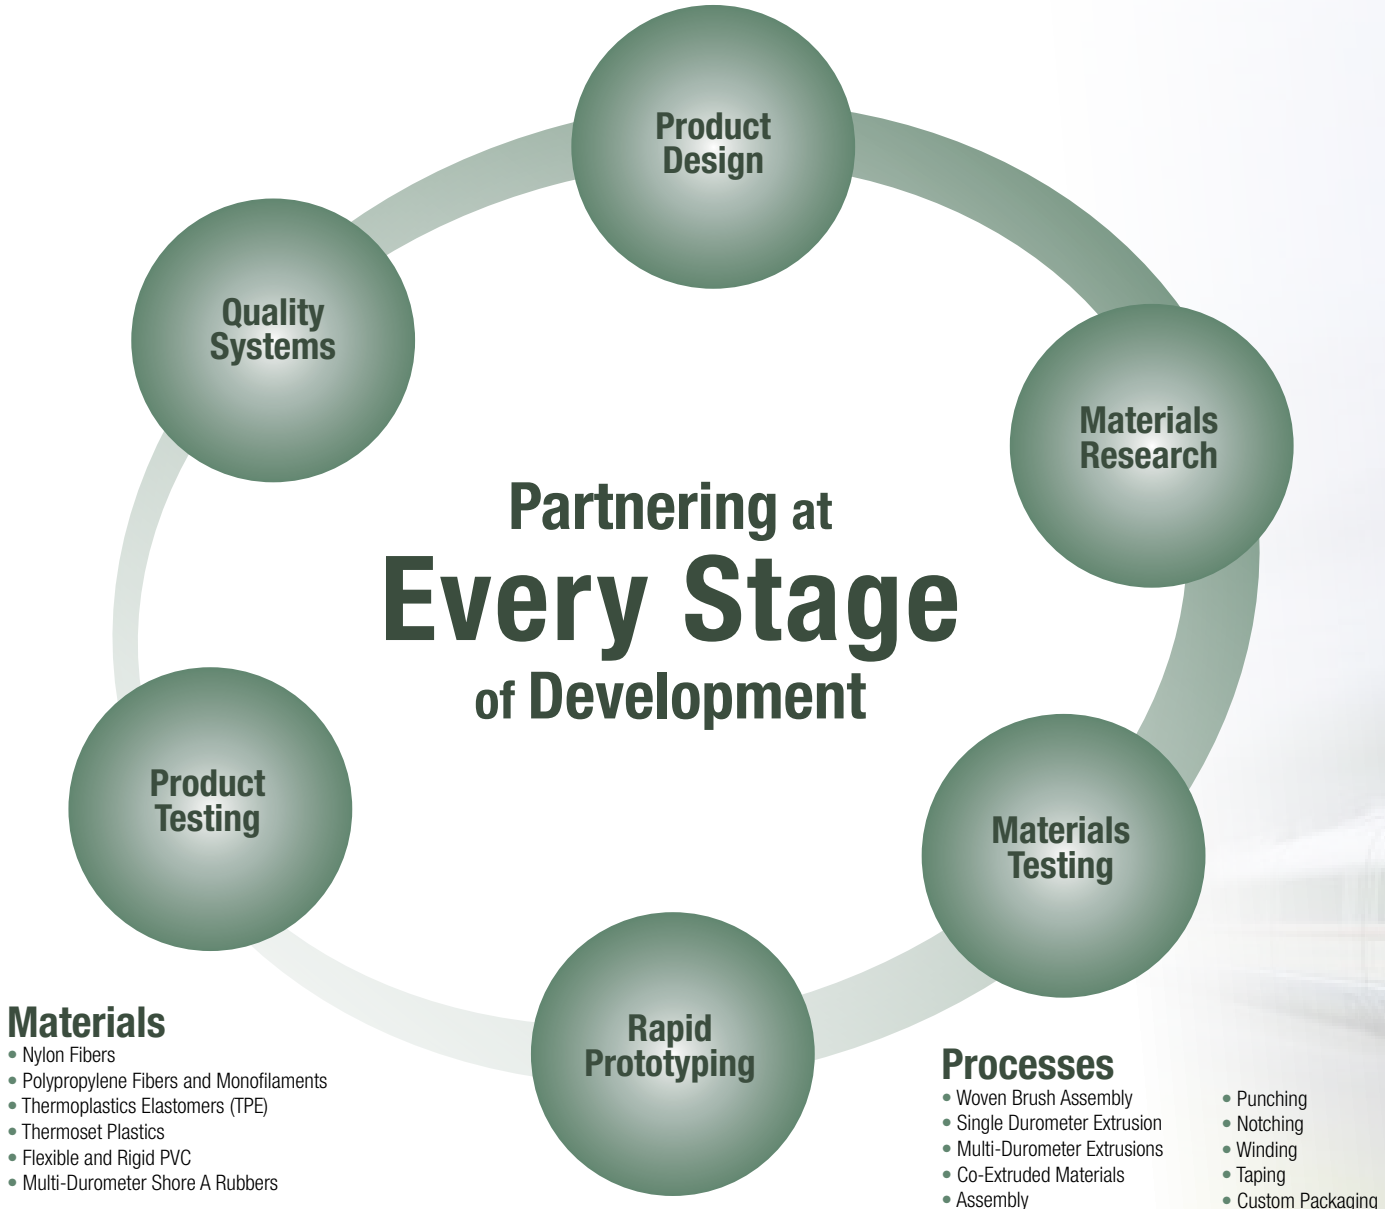 Product
Design
Quality
Systems
Materials
Research
Partnering at
Every Stage
of Development
Product
Testing
Materials
Testing
Rapid
Prototyping
Materials
• Nylon Fibers
• Polypropylene Fibers and Monofilaments
• Thermoplastics Elastomers (TPE)
• Thermoset Plastics
• Flexible and Rigid PVC
• Multi-Durometer Shore A Rubbers
Processes
• Woven Brush Assembly
• Single Durometer Extrusion
• Multi-Durometer Extrusions
• Co-Extruded Materials
• Assembly
• Punching
• Notching
• Winding
• Taping
• Custom Packaging